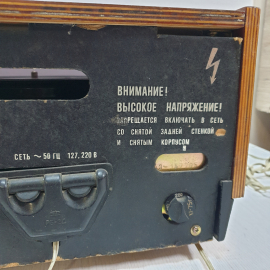 ВНИМАНИЕ!
ВЫСОКОЕ НАПРЯЖЕНИЕ!
ЗАПРЕЩАЕТСЯ ВКЛЮЧАТЬ В СЕТЬ
СО СНЯТОЙ ЗАДНЕЙ СТЕНКОЙ
И СНЯТЫМ КОРПУСОМ
СЕТЬ ~ 50 ГЦ 127, 220 В